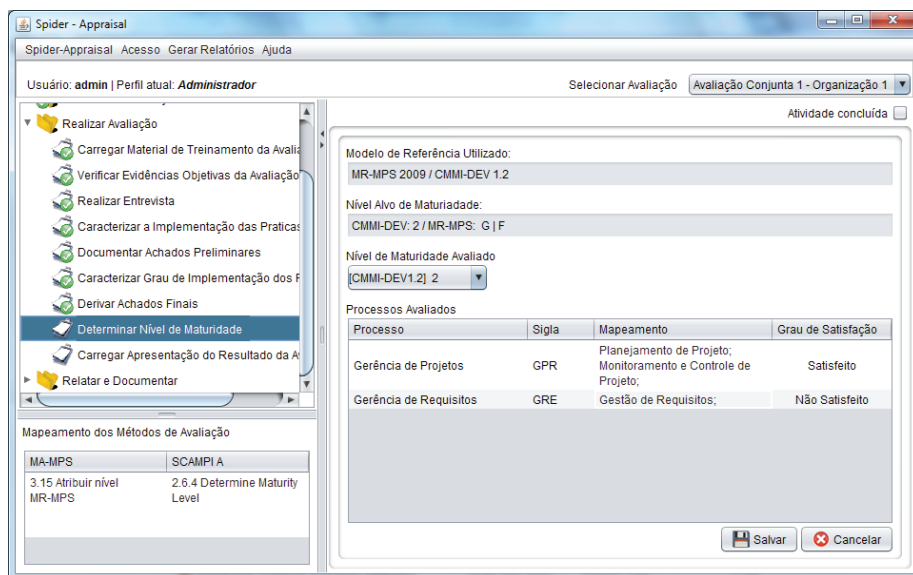 Spider - Appraisal
Spider-Appraisal Acesso Gerar Relatórios Ajuda
Usuário: admin | Perfil atual: Administrador
Selecionar Avaliação
Avaliação Conjunta 1 - Organização 1
Atividade concluída
Realizar Avaliação
Carregar Material de Treinamento da Avalia
Verificar Evidências Objetivas da Avaliação
Realizar Entrevista
Caracterizar a Implementação das Praticas
Documentar Achados Preliminares
Caracterizar Grau de Implementação dos F
Derivar Achados Finais
Determinar Nível de Maturidade
Carregar Apresentação do Resultado da A
Relatar e Documentar
Mapeamento dos Métodos de Avaliação
MA-MPS SCAMPI A
3.15 Atribuir nível MR-MPS
2.6.4 Determine Maturity Level
Modelo de Referência Utilizado:
MR-MPS 2009 / CMMI-DEV 1.2
Nível Alvo de Maturiadade:
CMMI-DEV: 2 / MR-MPS: G | F
Nível de Maturidade Avaliado
[CMMI-DEV1.2] 2
Processos Avaliados
Processo Sigla Mapeamento Grau de Satisfação
Gerência de Projetos GPR Planejamento de Projeto; Monitoramento e Controle de Projeto; Satisfeito
Gerência de Requisitos GRE Gestão de Requisitos; Não Satisfeito
Salvar Cancelar